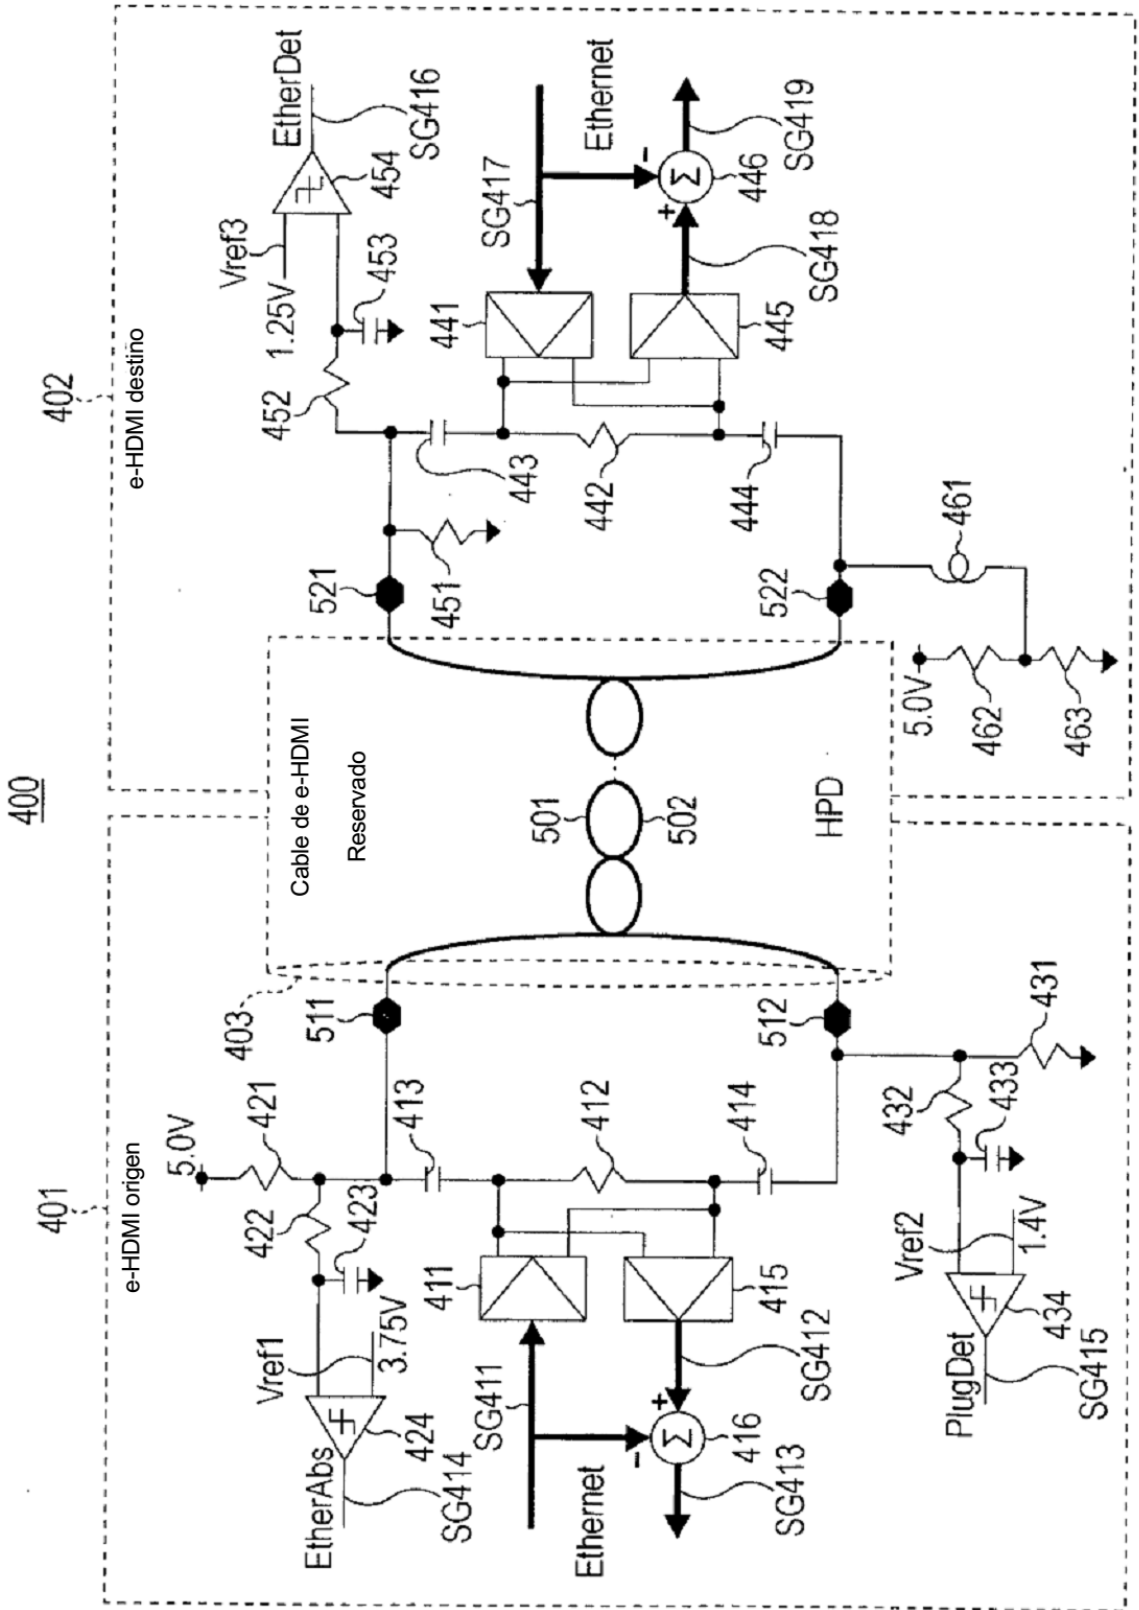 400
401
e-HDMI origen
402
e-HDMI destino
403
Cable de e-HDMI
Reservado
501
502
HPD
5.0V
421
422
423
Vref1
3.75V
424
EtherAbs
SG414
511
413
412
414
411
415
SG411
SG412
Ethernet
+
-
Σ
416
SG413
512
431
432
433
Vref2
1.4V
434
PlugDet
SG415
521
451
452
453
Vref3
1.25V
454
EtherDet
SG416
443
442
444
441
445
SG417
SG418
Ethernet
+
-
Σ
446
SG419
522
461
5.0V
462
463